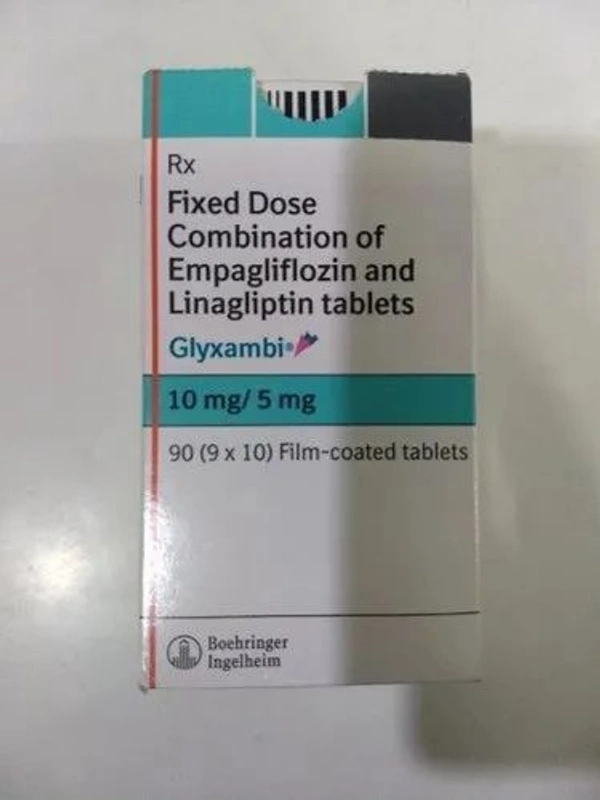 Rx
Fixed Dose
Combination of
Empagliflozin and
Linagliptin tablets
Glyxambi®
10 mg/ 5 mg
90 (9 x 10) Film-coated tablets
Boehringer
Ingelheim